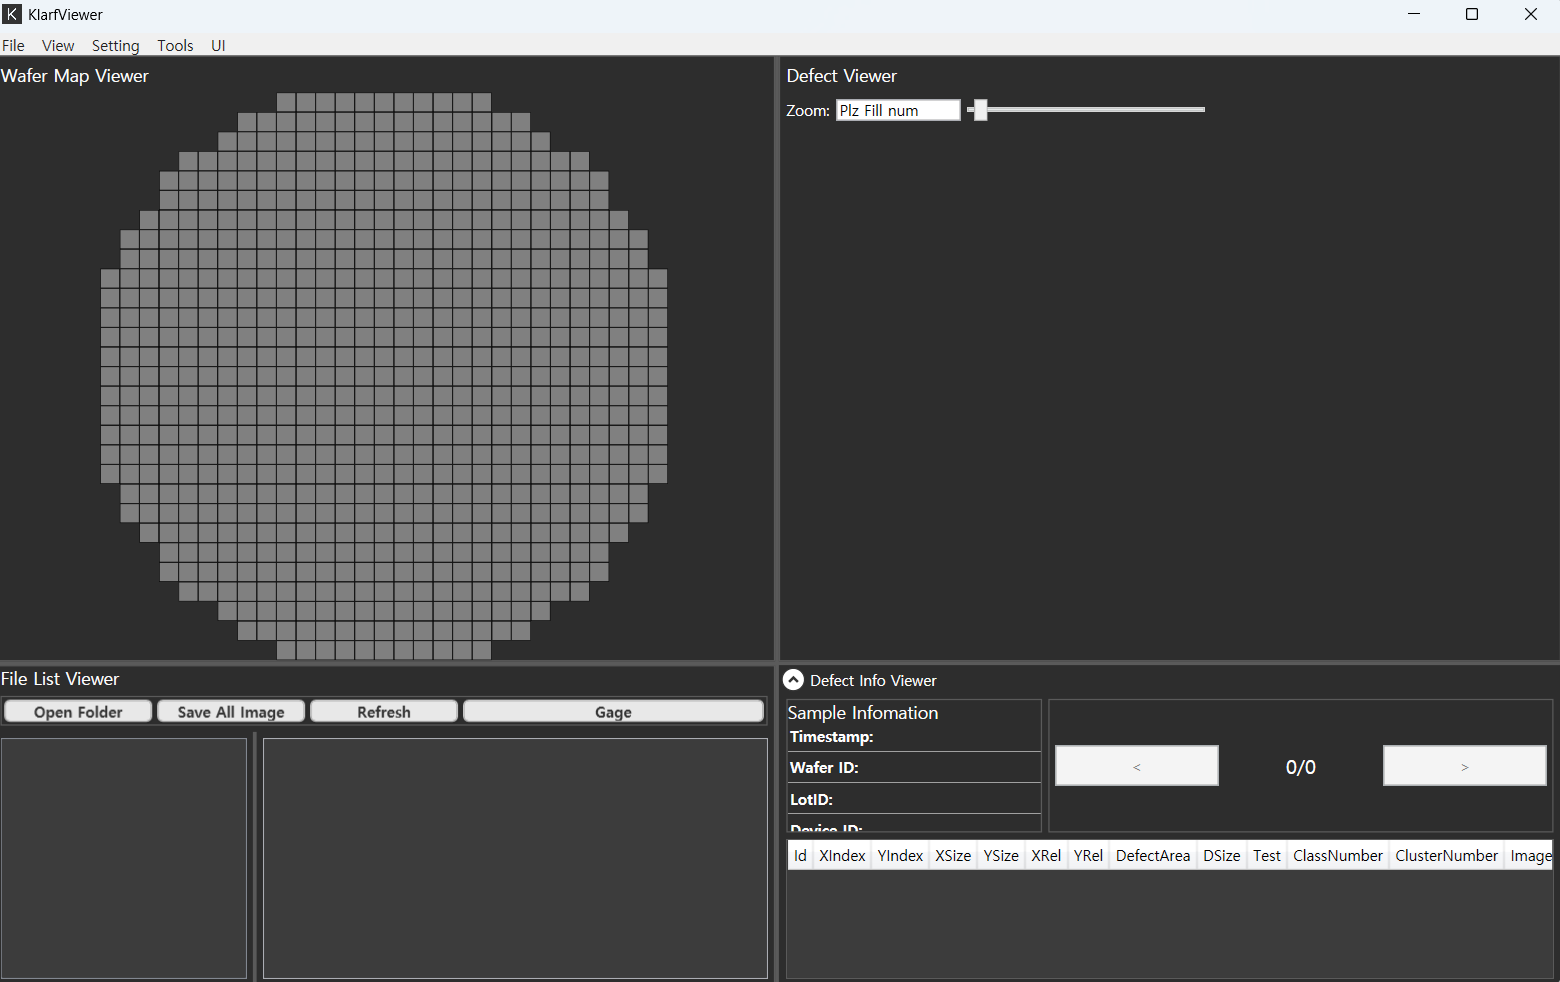 K KlarfViewer
File View Setting Tools UI
Wafer Map Viewer
Defect Viewer
Zoom: Plz Fill num
File List Viewer
Open Folder Save All Image Refresh Gage
Defect Info Viewer
Sample Infomation
Timestamp:
Wafer ID:
LotID:
Device ID:
< 0/0 >
Id XIndex YIndex XSize YSize XRel YRel DefectArea DSize Test ClassNumber ClusterNumber Image